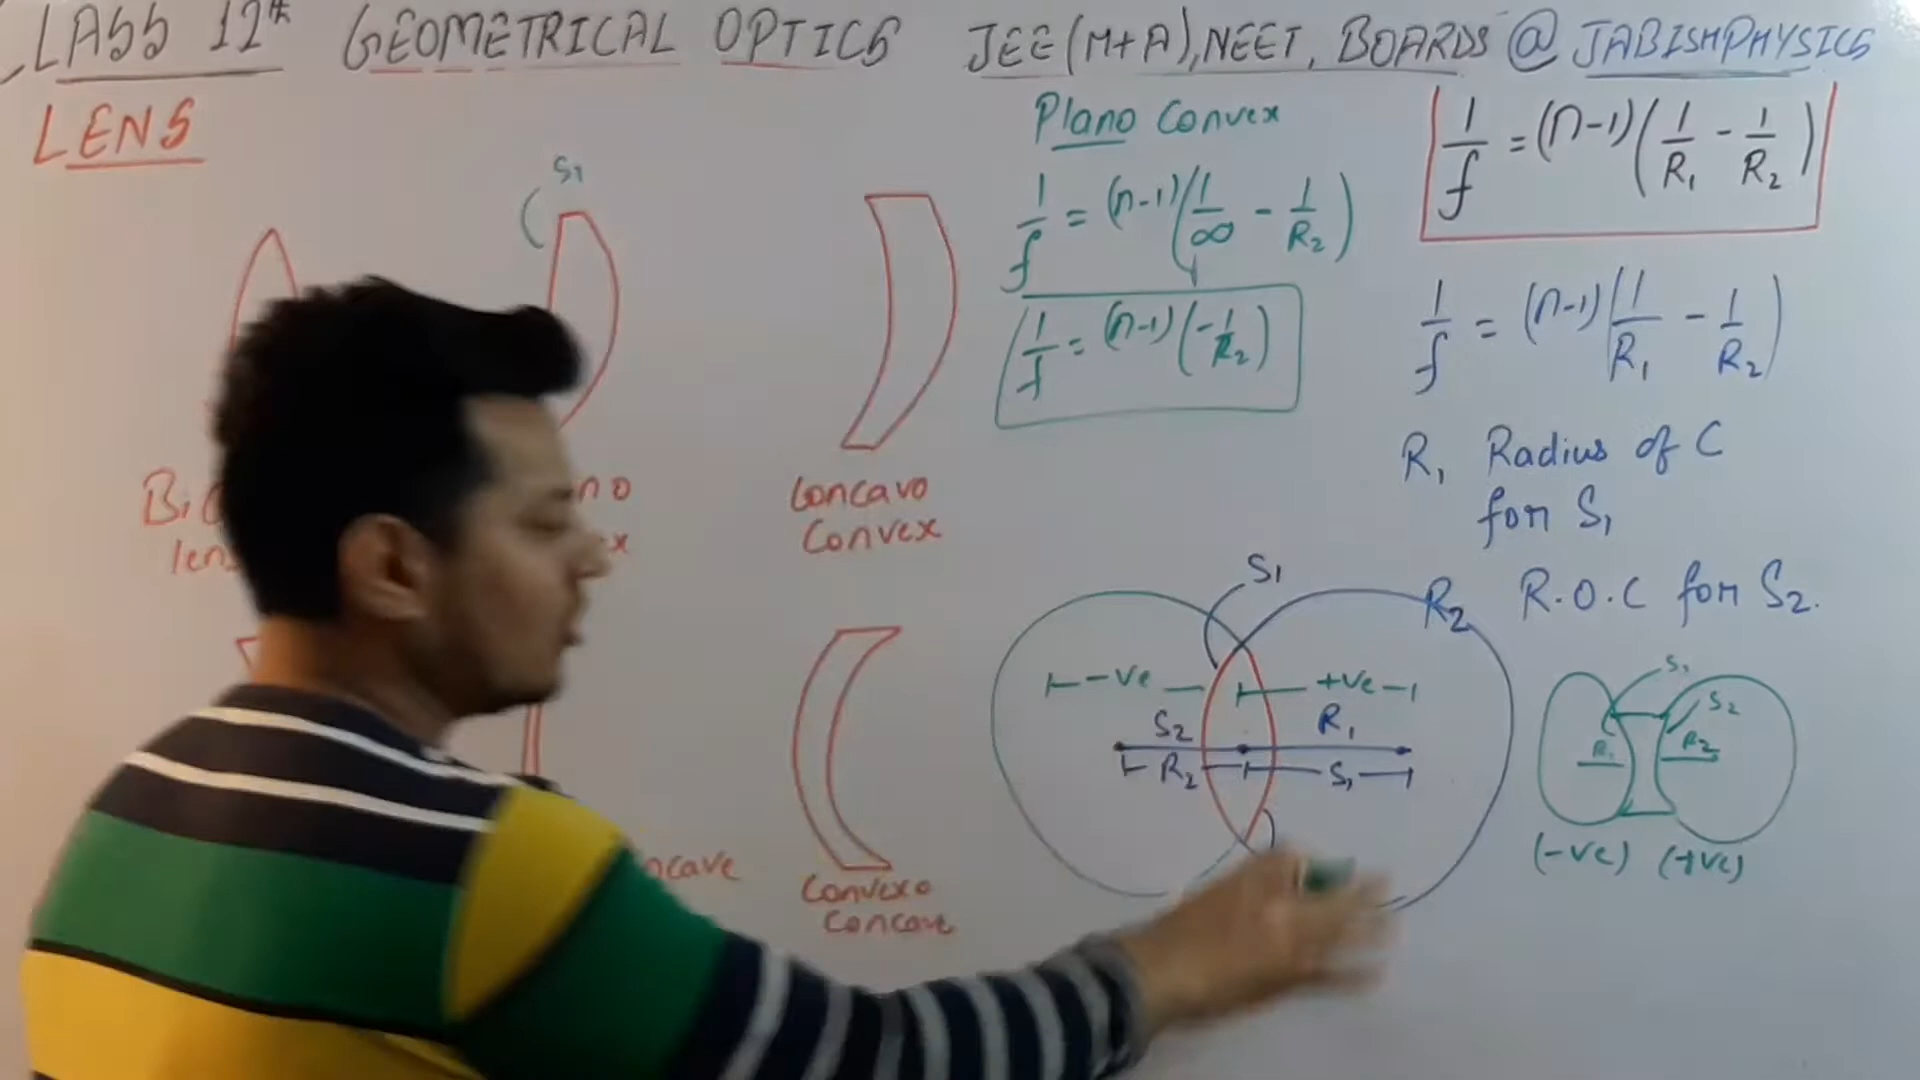 CLASS 12th GEOMETRICAL OPTICS JEE(M+A), NEET, BOARDS @ JABISHPHYSICS
LENS
S1
Concavo
Convex
Convexo
Concave
Plano Convex
1/f = (n-1)(1/∞ - 1/R2)
1/f = (n-1)(-1/R2)
1/f = (n-1)(1/R1 - 1/R2)
1/f = (n-1)(1/R1 - 1/R2)
R1 Radius of C
for S1
R2 R.O.C for S2.
S1
-ve +ve
S2 R1
R2 S1
S1
S2
R1 R2
(-ve) (+ve)